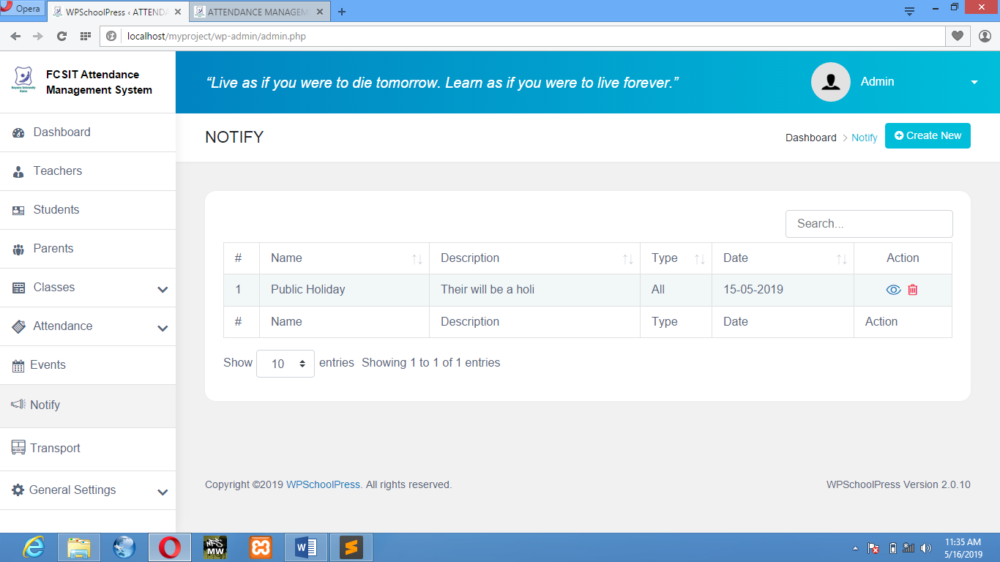 Opera
WPSchoolPress ‹ ATTENDA
ATTENDANCE MANAGEM
localhost/myproject/wp-admin/admin.php
FCSIT Attendance
Management System
“Live as if you were to die tomorrow. Learn as if you were to live forever.”
Admin
NOTIFY
Dashboard > Notify
Create New
Dashboard
Teachers
Students
Parents
Classes
Attendance
Events
Notify
Transport
General Settings
Search...
# Name Description Type Date Action
1 Public Holiday Their will be a holi All 15-05-2019
# Name Description Type Date Action
Show 10 entries Showing 1 to 1 of 1 entries
Copyright ©2019 WPSchoolPress. All rights reserved.
WPSchoolPress Version 2.0.10
NFS
MW
11:35 AM
5/16/2019